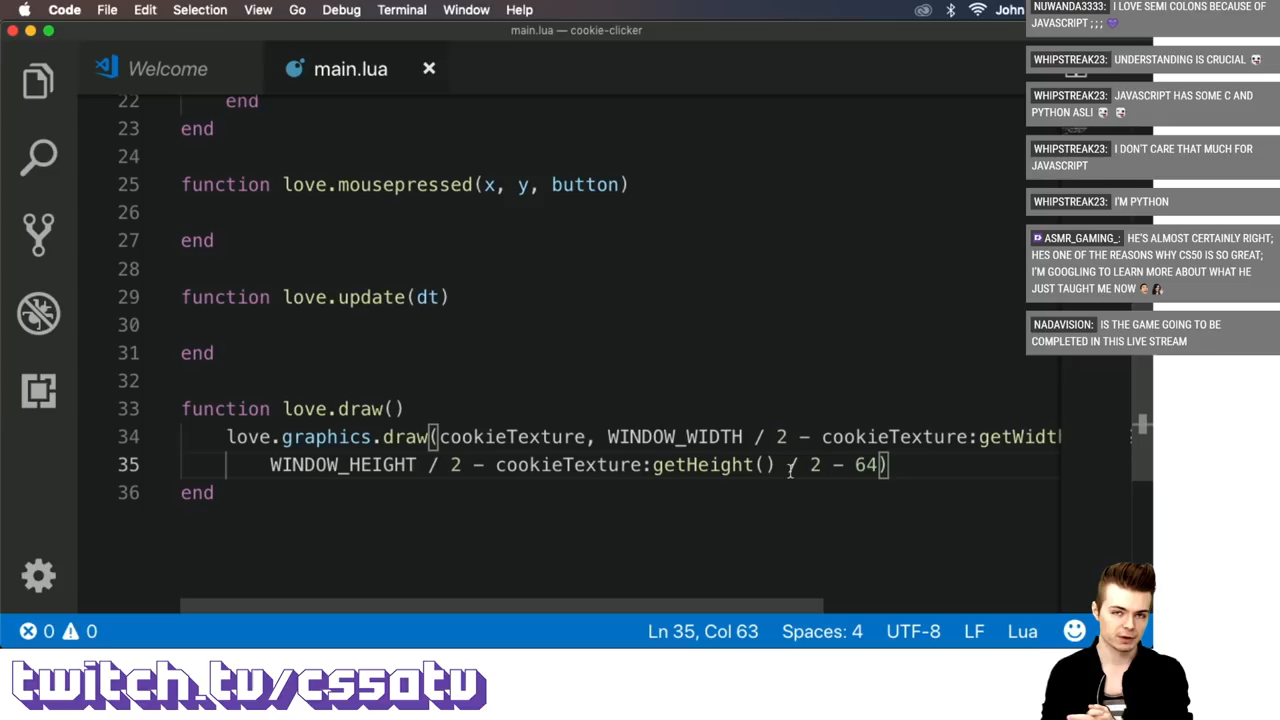 Code File Edit Selection View Go Debug Terminal Window Help John
main.lua — cookie-clicker
Welcome main.lua
22 end
23 end
24
25 function love.mousepressed(x, y, button)
26
27 end
28
29 function love.update(dt)
30
31 end
32
33 function love.draw()
34 love.graphics.draw(cookieTexture, WINDOW_WIDTH / 2 - cookieTexture:getWidth
35 WINDOW_HEIGHT / 2 - cookieTexture:getHeight() / 2 - 64)
36 end
0 0 Ln 35, Col 63 Spaces: 4 UTF-8 LF Lua
NUWANDA3333: I LOVE SEMI COLONS BECAUSE OF
JAVASCRIPT ;;;
WHIPSTREAK23: UNDERSTANDING IS CRUCIAL
WHIPSTREAK23: JAVASCRIPT HAS SOME C AND
PYTHON ASLI
WHIPSTREAK23: I DON'T CARE THAT MUCH FOR
JAVASCRIPT
WHIPSTREAK23: I'M PYTHON
ASMR_GAMING_: HE'S ALMOST CERTAINLY RIGHT;
HES ONE OF THE REASONS WHY CS50 IS SO GREAT;
I'M GOOGLING TO LEARN MORE ABOUT WHAT HE
JUST TAUGHT ME NOW
NADAVISION: IS THE GAME GOING TO BE
COMPLETED IN THIS LIVE STREAM
twitch.tv/cs50tv